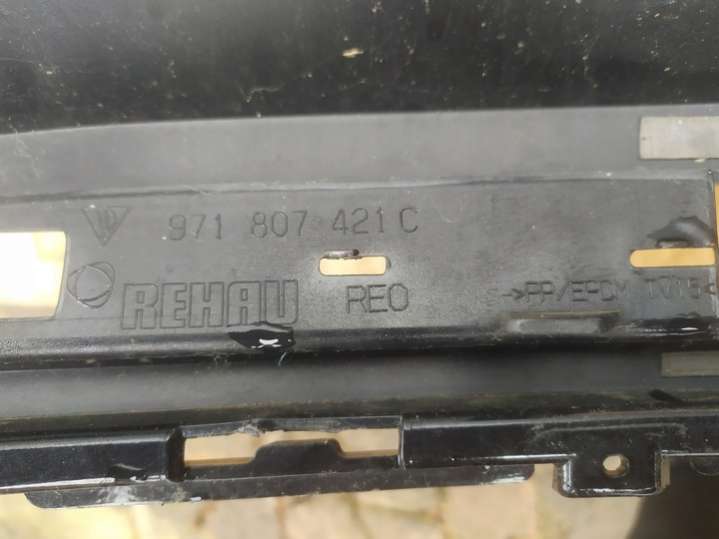 971 807 421 C
REHAU REO
>PP/EPDM TV15<